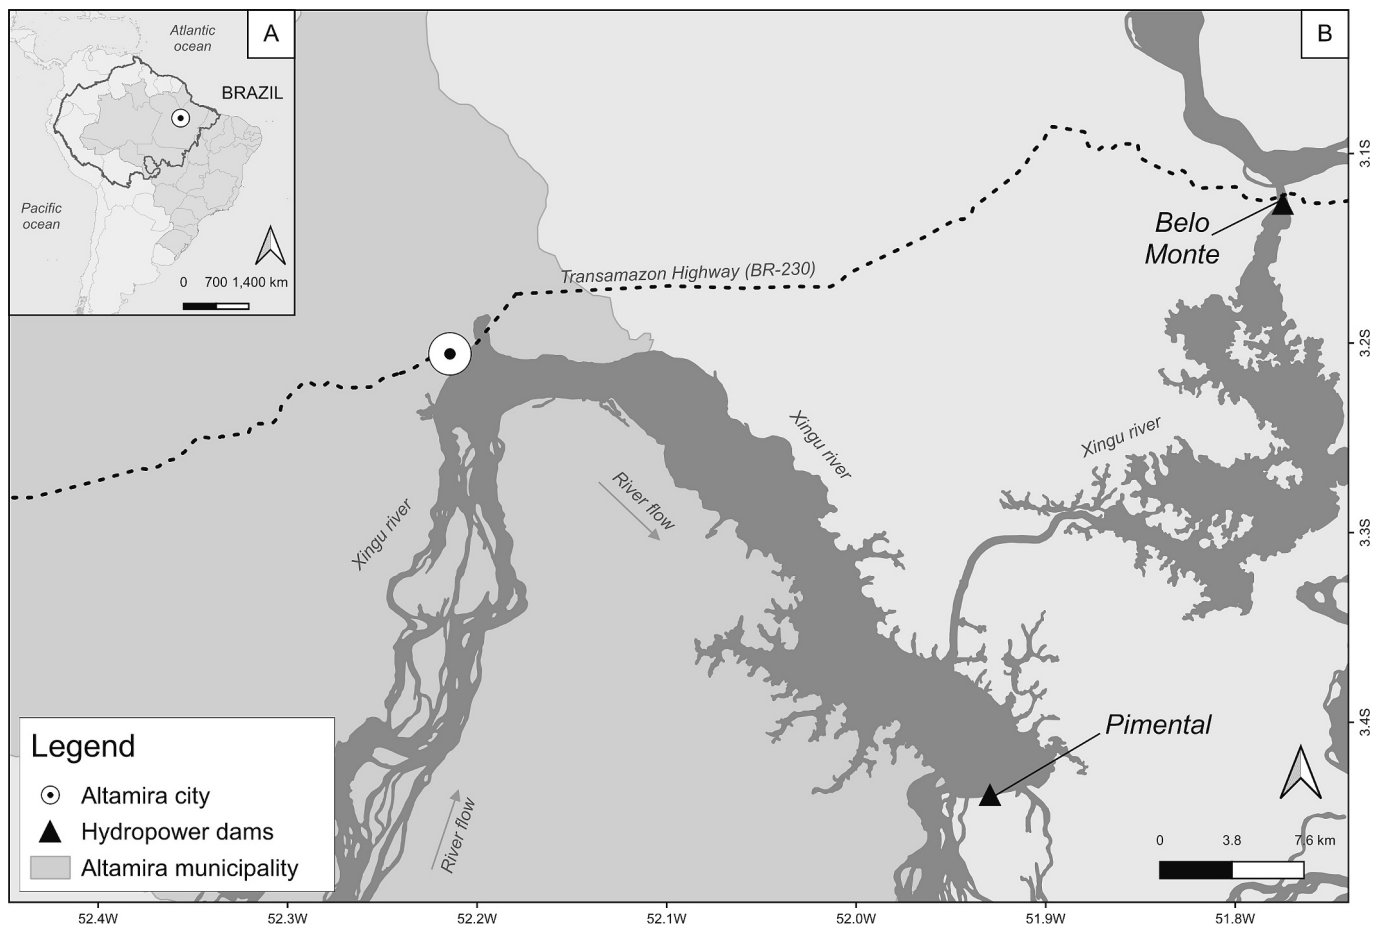 A
Atlantic
ocean
BRAZIL
Pacific
ocean
0 700 1,400 km
B
3.1S
Belo
Monte
Transamazon Highway (BR-230)
3.2S
Xingu river
Xingu river
River flow
Xingu river
3.3S
Pimental
3.4S
Legend
Altamira city
Hydropower dams
Altamira municipality
River flow
0 3.8 7.6 km
52.4W 52.3W 52.2W 52.1W 52.0W 51.9W 51.8W